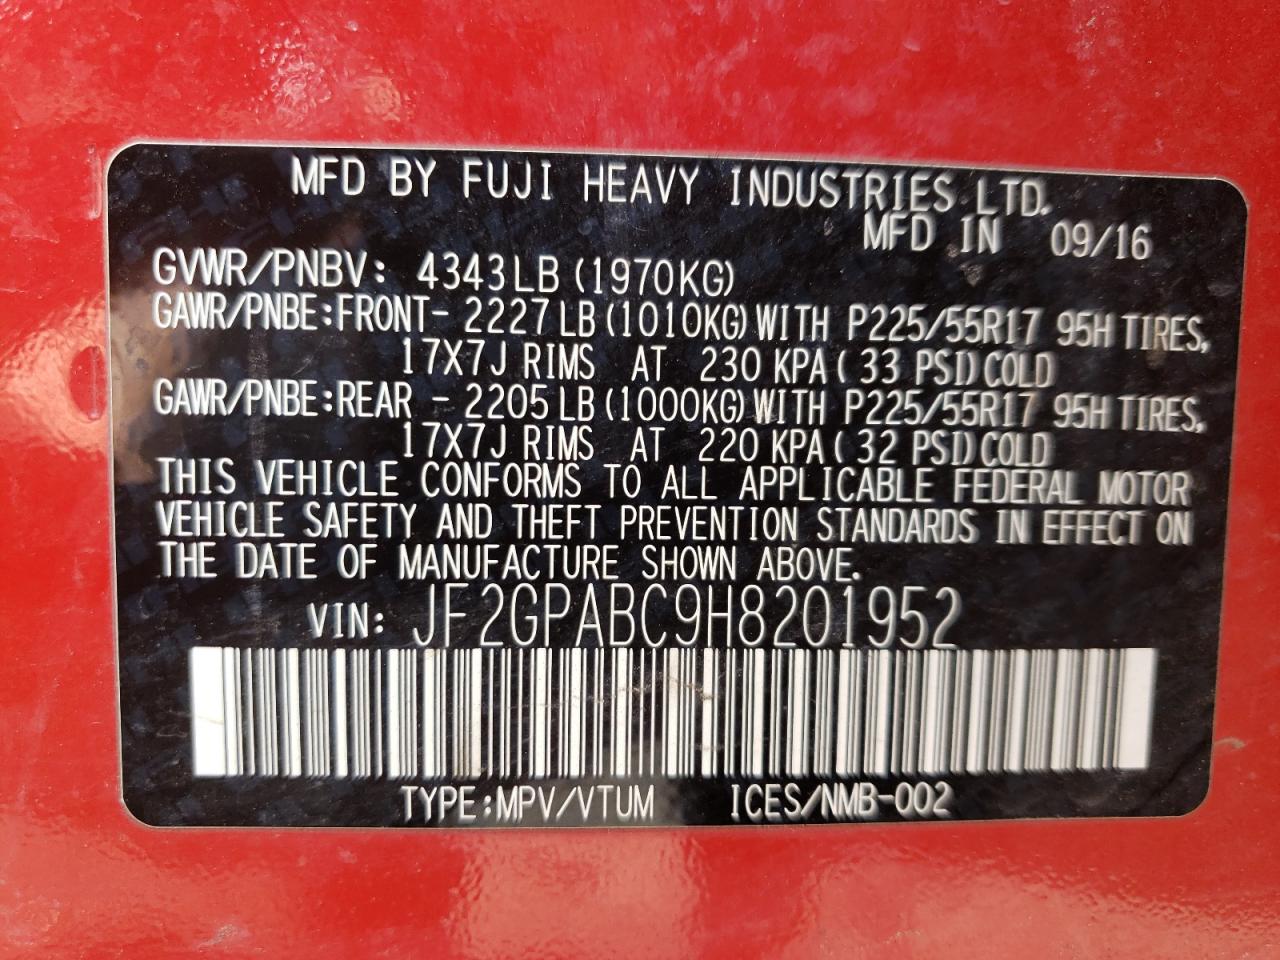 MFD BY FUJI HEAVY INDUSTRIES LTD.
MFD IN 09/16
GVWR/PNBV: 4343LB (1970KG)
GAWR/PNBE:FRONT- 2227LB (1010KG) WITH P225/55R17 95H TIRES,
17X7J RIMS AT 230 KPA ( 33 PSI) COLD
GAWR/PNBE:REAR - 2205LB (1000KG) WITH P225/55R17 95H TIRES,
17X7J RIMS AT 220 KPA ( 32 PSI) COLD
THIS VEHICLE CONFORMS TO ALL APPLICABLE FEDERAL MOTOR
VEHICLE SAFETY AND THEFT PREVENTION STANDARDS IN EFFECT ON
THE DATE OF MANUFACTURE SHOWN ABOVE.
VIN: JF2GPABC9H8201952
TYPE:MPV/VTUM ICES/NMB-002